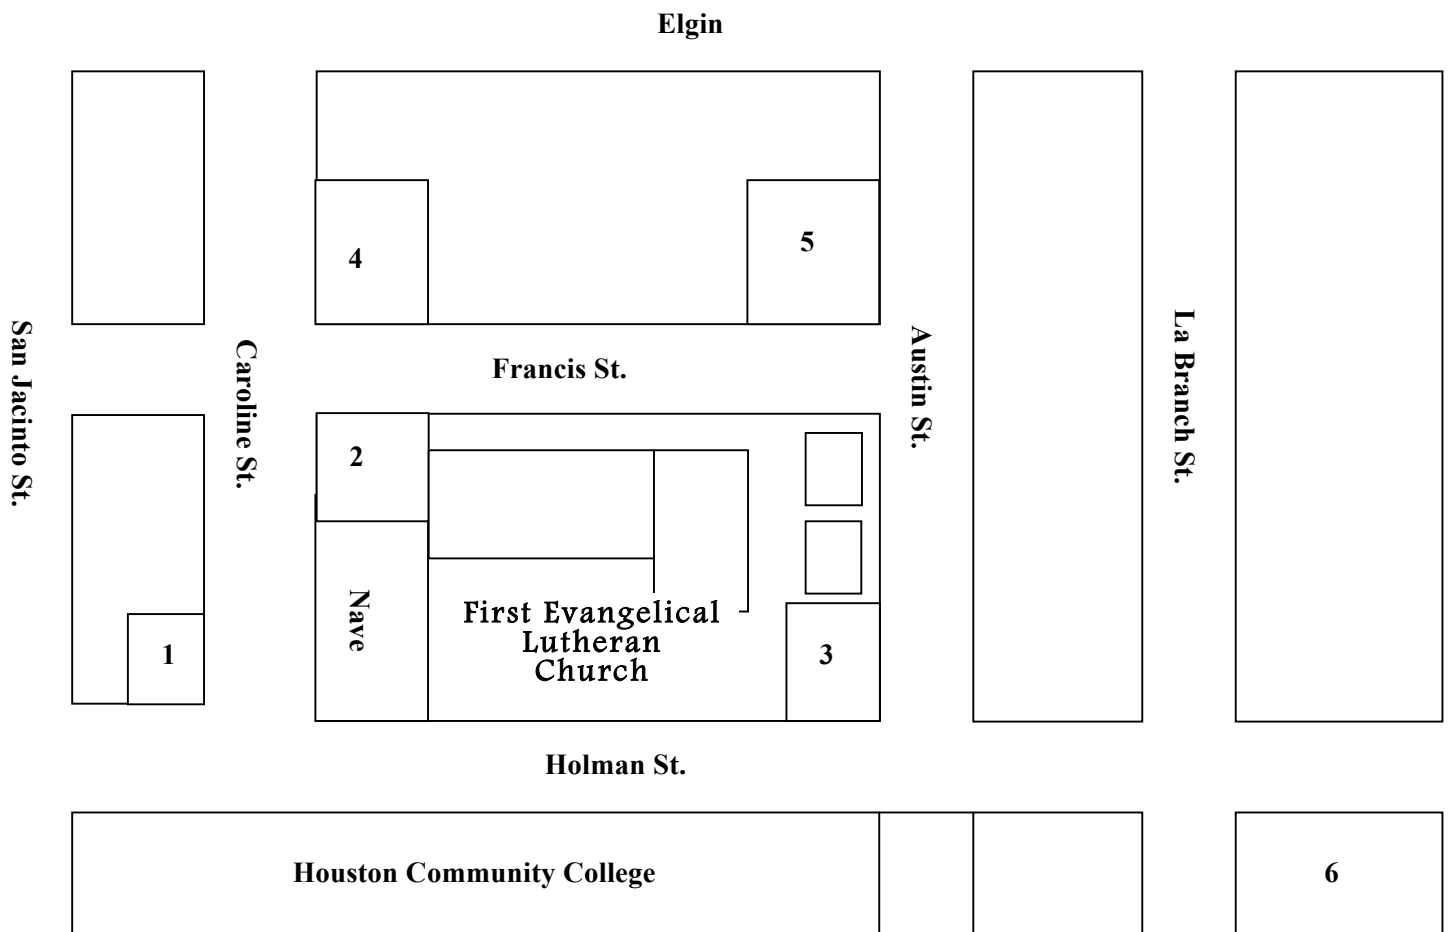 Elgin
4
5
San Jacinto St.
Caroline St.
Francis St.
Austin St.
La Branch St.
2
Nave
First Evangelical
Lutheran
Church
1
3
Holman St.
Houston Community College
6